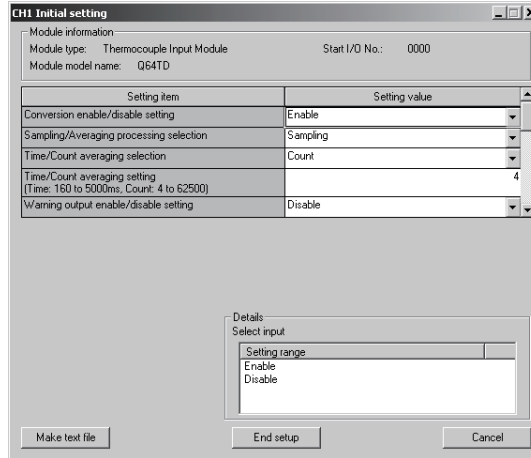 CH1 Initial setting
Module information
Module type: Thermocouple Input Module Start I/O No.: 0000
Module model name: Q64TD
Setting item Setting value
Conversion enable/disable setting Enable
Sampling/Averaging processing selection Sampling
Time/Count averaging selection Count
Time/Count averaging setting 4
(Time: 160 to 5000ms, Count: 4 to 62500)
Warning output enable/disable setting Disable
Details
Select input
Setting range
Enable
Disable
Make text file End setup Cancel